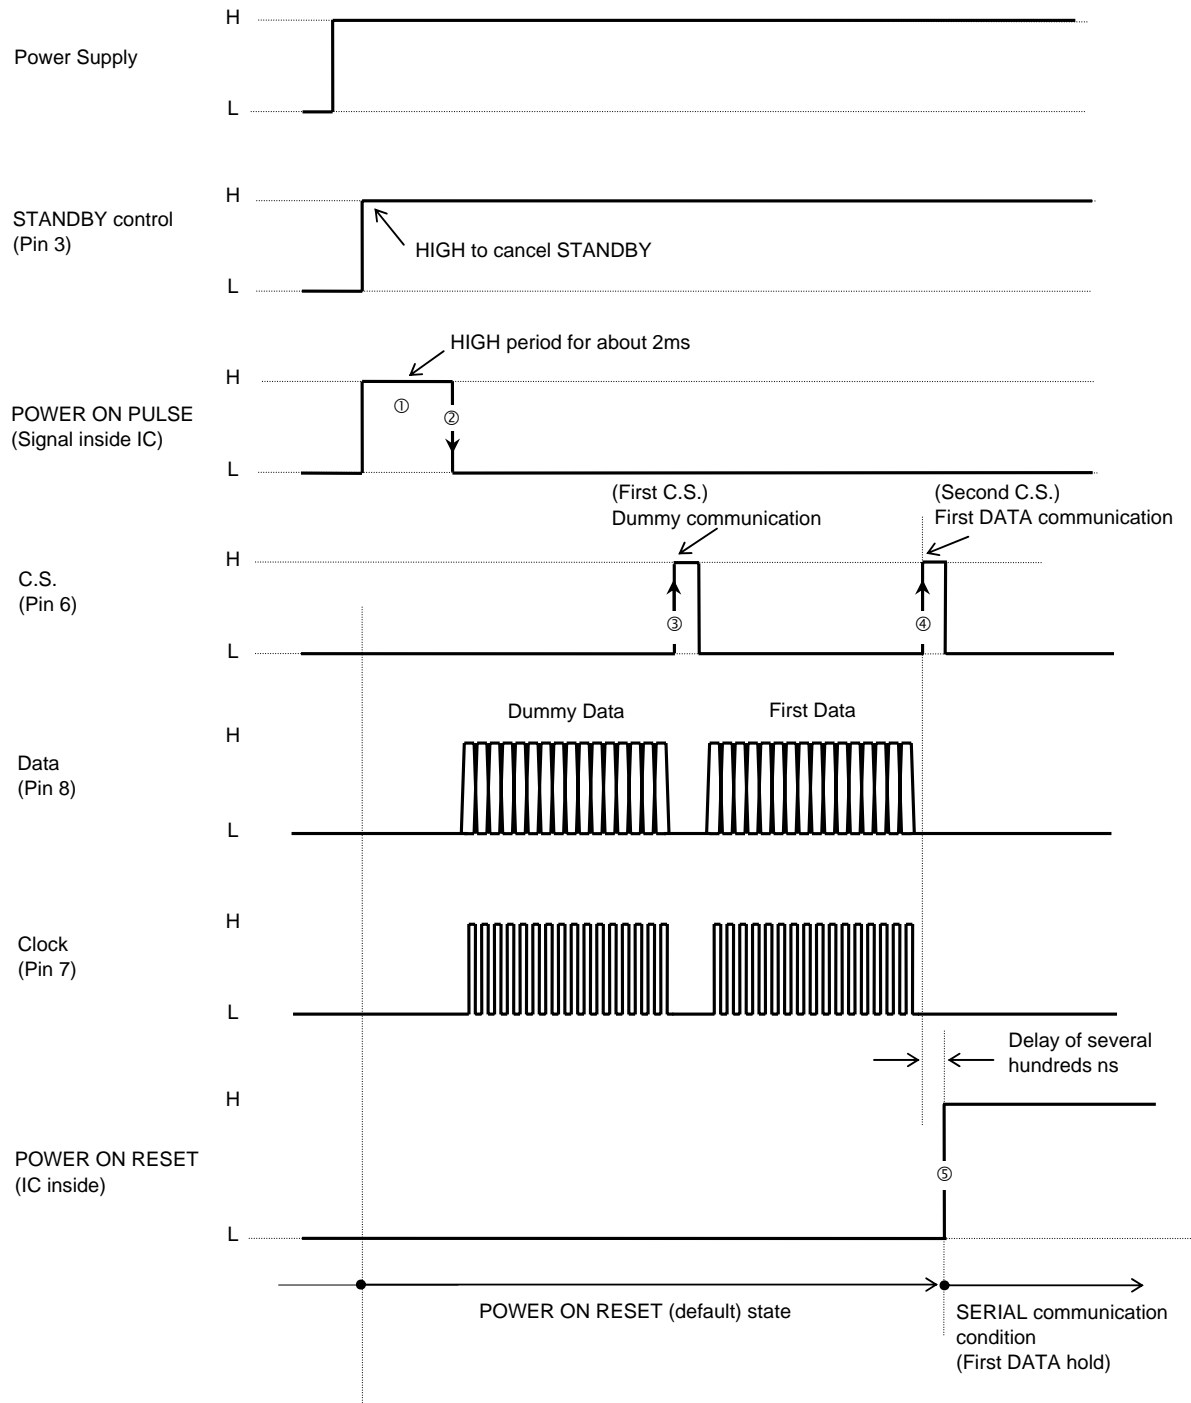 H
Power Supply
L
H
STANDBY control
(Pin 3)
HIGH to cancel STANDBY
L
HIGH period for about 2ms
H
①
②
POWER ON PULSE
(Signal inside IC)
L
(First C.S.)
Dummy communication
(Second C.S.)
First DATA communication
H
C.S.
(Pin 6)
③
④
L
Dummy Data
First Data
H
Data
(Pin 8)
L
H
Clock
(Pin 7)
L
Delay of several
hundreds ns
H
POWER ON RESET
(IC inside)
⑤
L
POWER ON RESET (default) state
SERIAL communication
condition
(First DATA hold)